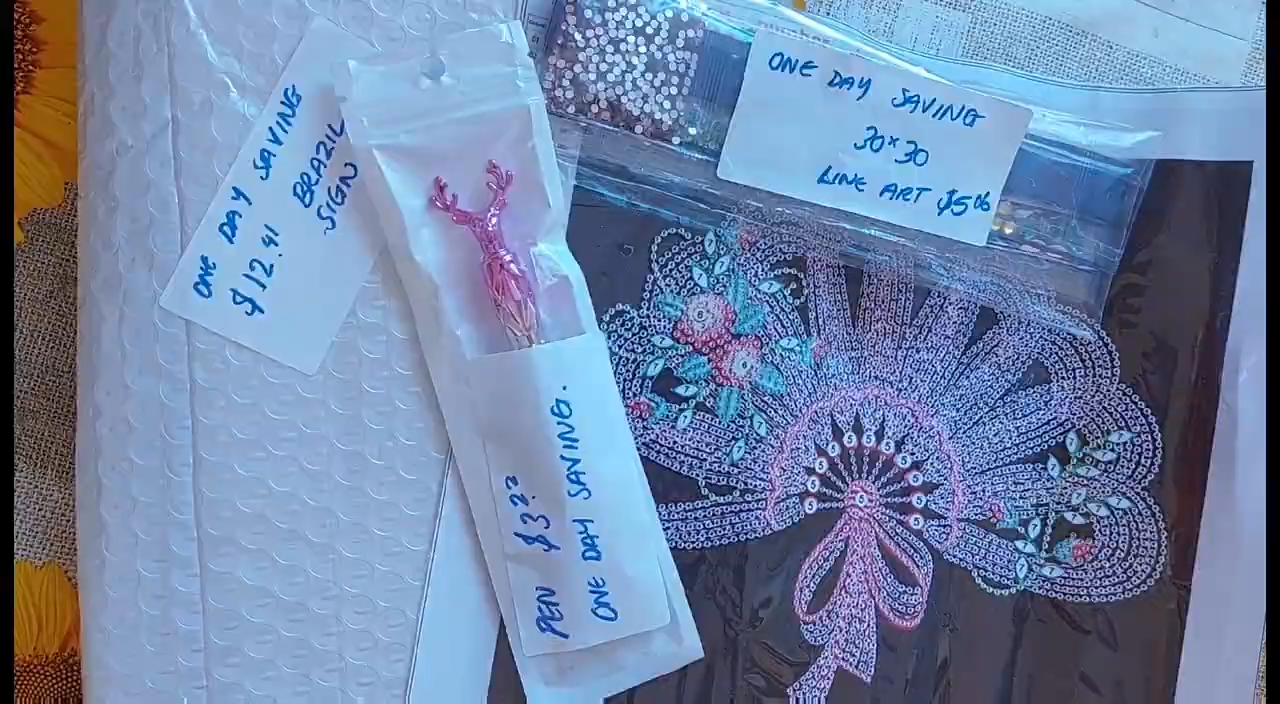 ONE DAY SAVING
$12.41 BRAZIL
SIGN
PEN $3.22
ONE DAY SAVING.
ONE DAY SAVING
30×30
LINE ART $5.06